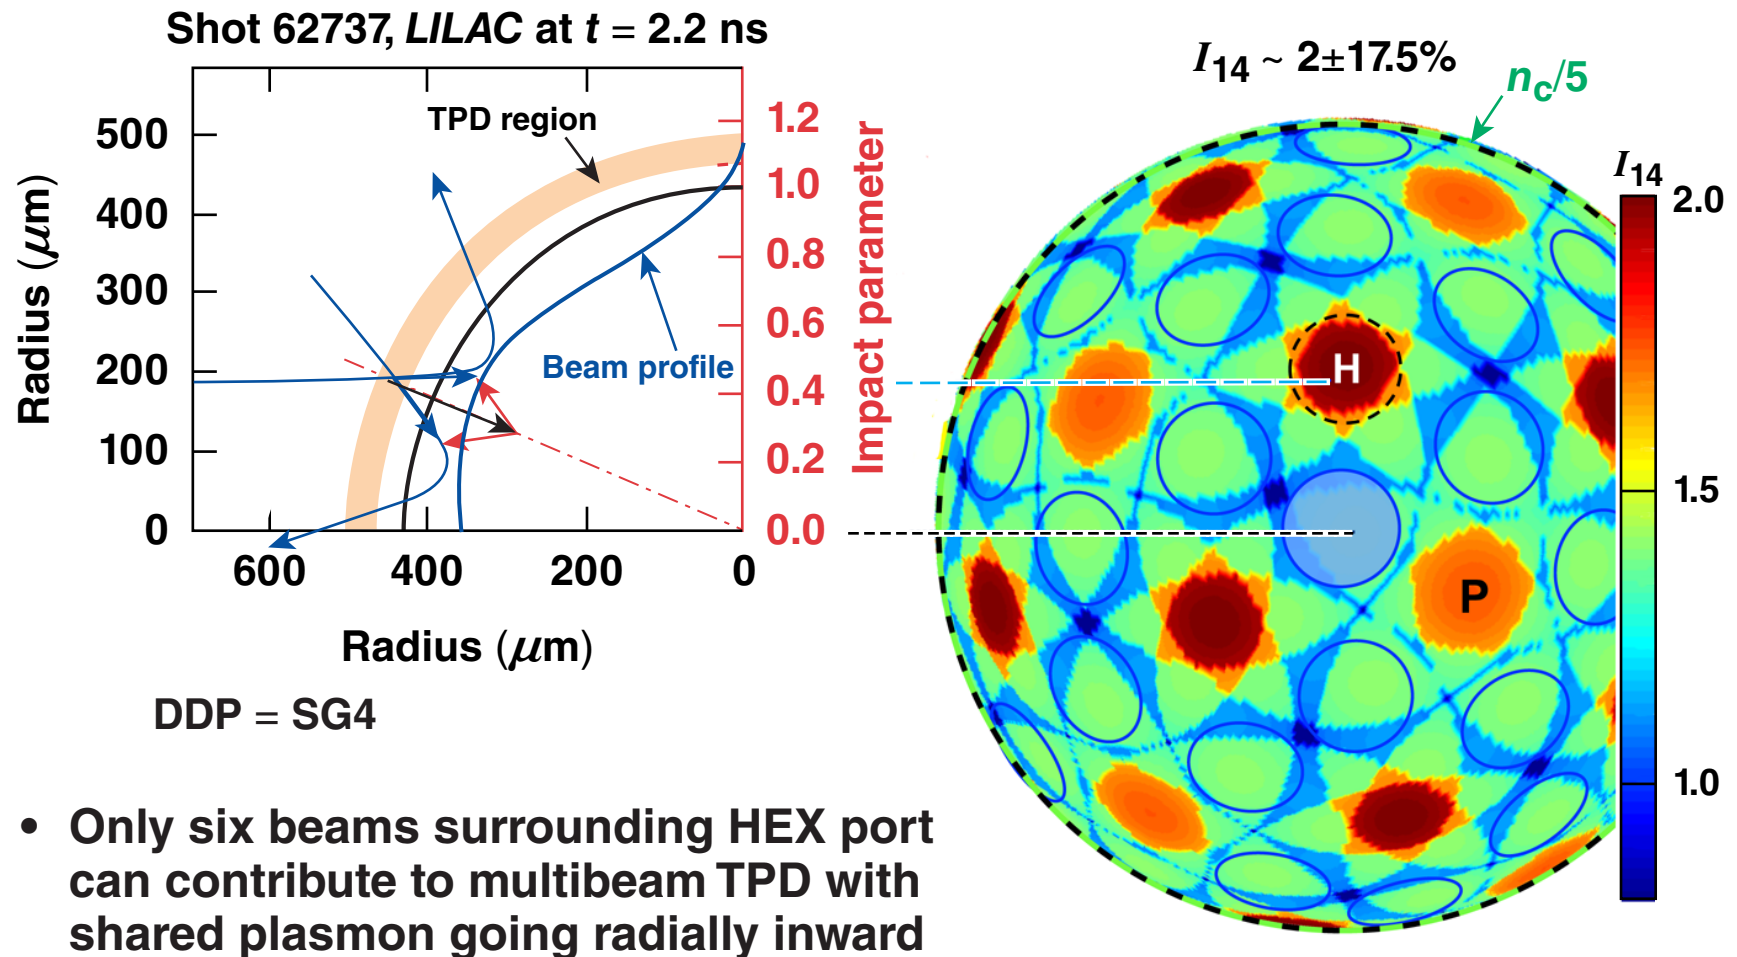 Shot 62737, LILAC at t = 2.2 ns
TPD region
Beam profile
Radius (μm)
500
400
300
200
100
0
600
400
200
0
Radius (μm)
1.2
1.0
0.8
0.6
0.4
0.2
0.0
Impact parameter
DDP = SG4
• Only six beams surrounding HEX port
can contribute to multibeam TPD with
shared plasmon going radially inward
I14 ~ 2±17.5%
nc/5
H
P
I14
2.0
1.5
1.0